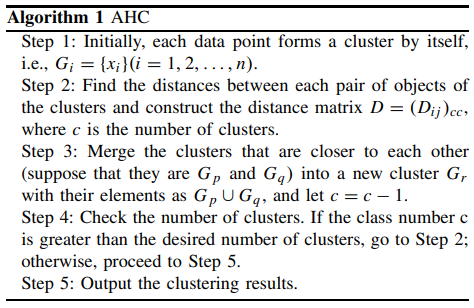 Algorithm 1 AHC
Step 1: Initially, each data point forms a cluster by itself,
i.e., G_i = {x_i}(i = 1, 2, . . . , n).
Step 2: Find the distances between each pair of objects of
the clusters and construct the distance matrix D = (D_{ij})_{cc},
where c is the number of clusters.
Step 3: Merge the clusters that are closer to each other
(suppose that they are G_p and G_q) into a new cluster G_r
with their elements as G_p ∪ G_q, and let c = c − 1.
Step 4: Check the number of clusters. If the class number c
is greater than the desired number of clusters, go to Step 2;
otherwise, proceed to Step 5.
Step 5: Output the clustering results.